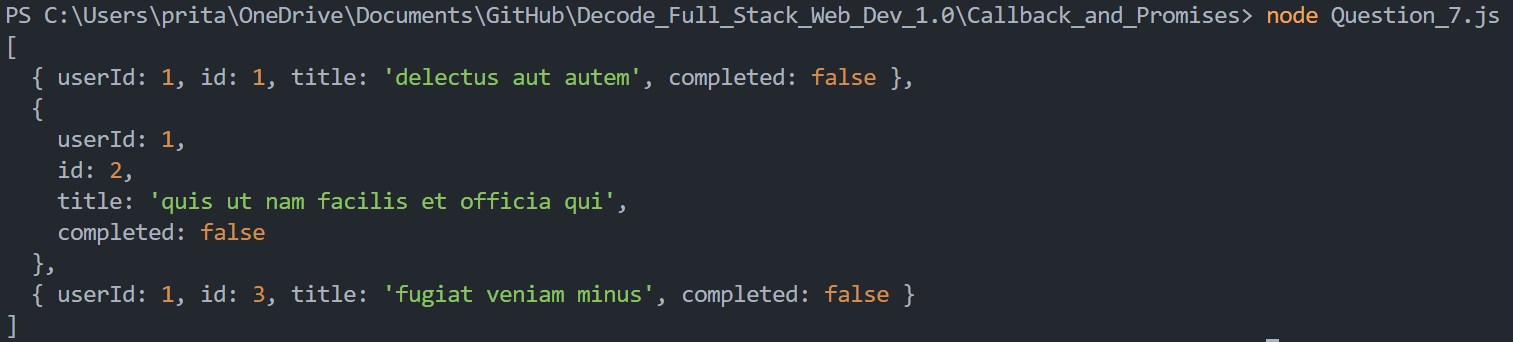 PS C:\Users\prita\OneDrive\Documents\GitHub\Decode_Full_Stack_Web_Dev_1.0\Callback_and_Promises> node Question_7.js
[
  { userId: 1, id: 1, title: 'delectus aut autem', completed: false },
  {
    userId: 1,
    id: 2,
    title: 'quis ut nam facilis et officia qui',
    completed: false
  },
  { userId: 1, id: 3, title: 'fugiat veniam minus', completed: false }
]